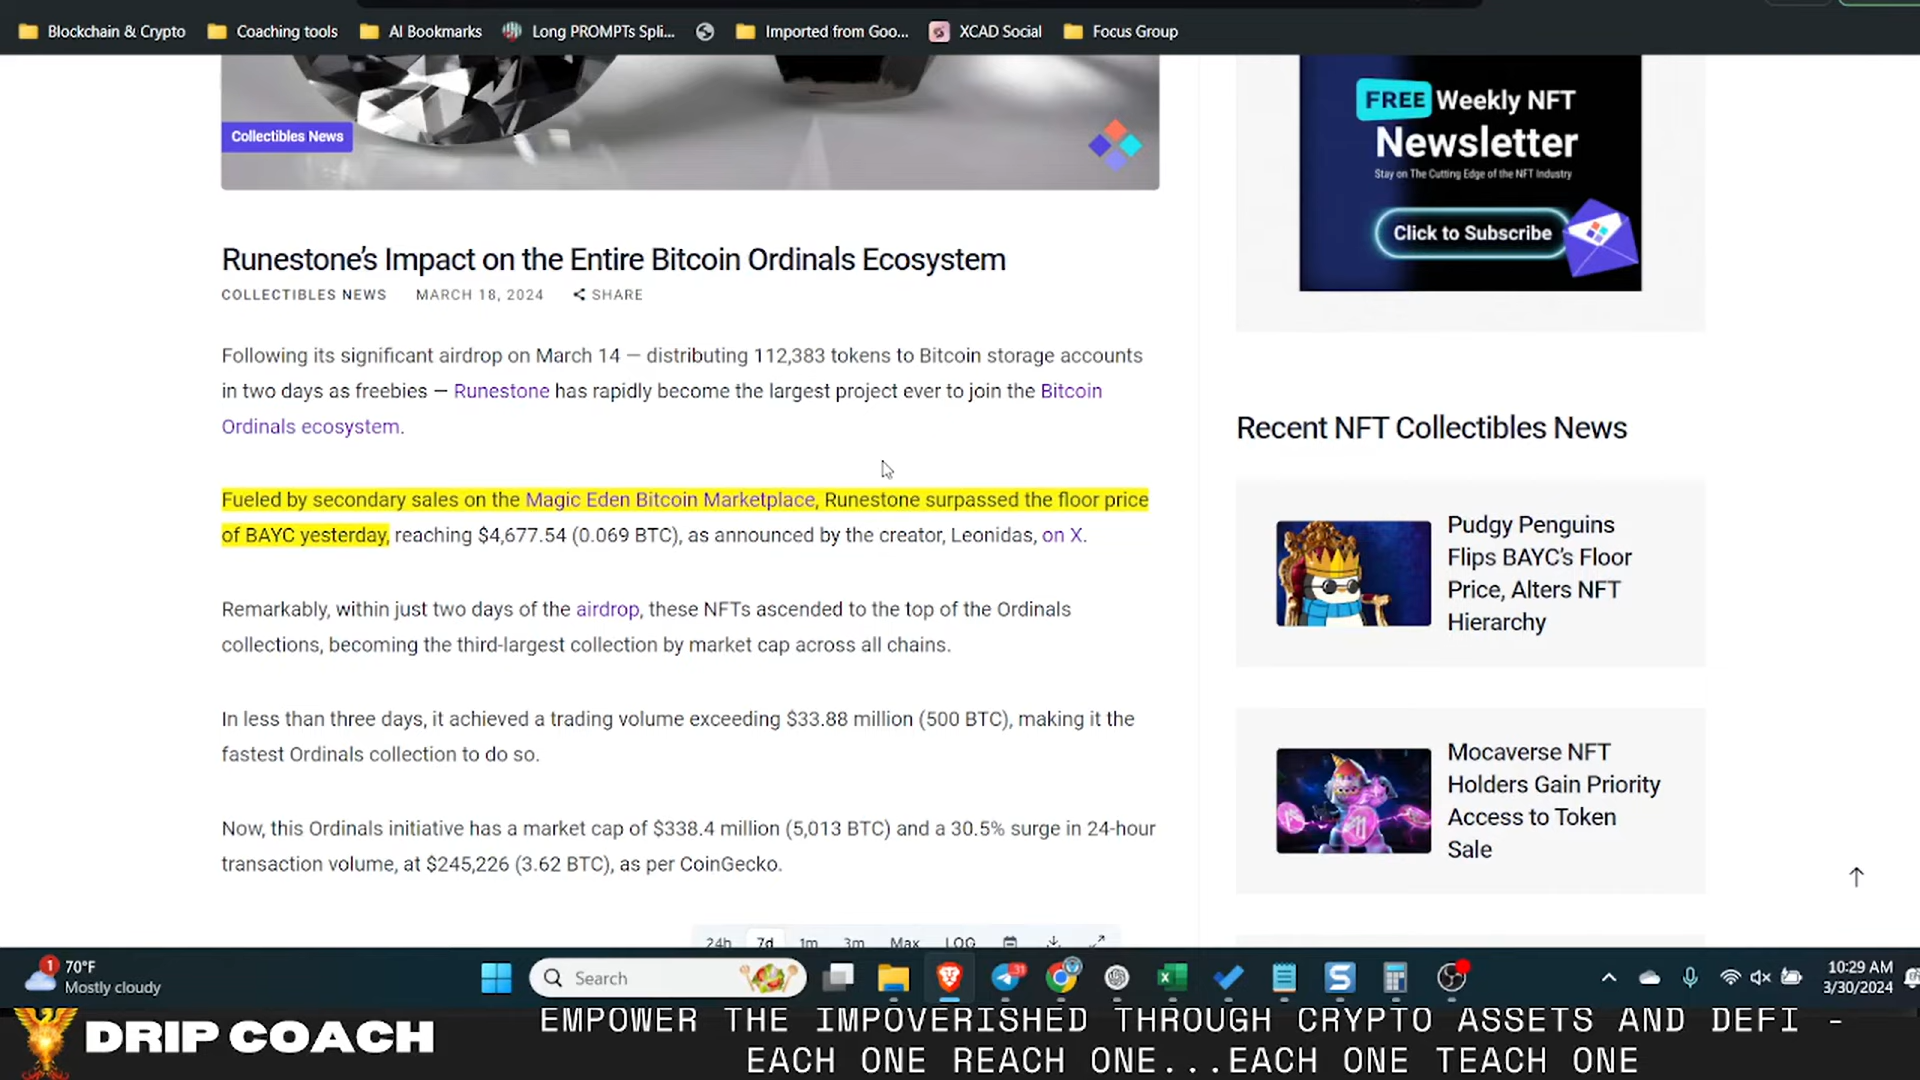 Blockchain & Crypto
Coaching tools
AI Bookmarks
Long PROMPTs Spli...
Imported from Goo...
XCAD Social
Focus Group
Collectibles News
FREE Weekly NFT
Newsletter
Stay on The Cutting Edge of the NFT Industry
Click to Subscribe
Runestone’s Impact on the Entire Bitcoin Ordinals Ecosystem
COLLECTIBLES NEWS MARCH 18, 2024 SHARE
Following its significant airdrop on March 14 — distributing 112,383 tokens to Bitcoin storage accounts
in two days as freebies — Runestone has rapidly become the largest project ever to join the Bitcoin
Ordinals ecosystem.
Fueled by secondary sales on the Magic Eden Bitcoin Marketplace, Runestone surpassed the floor price
of BAYC yesterday, reaching $4,677.54 (0.069 BTC), as announced by the creator, Leonidas, on X.
Remarkably, within just two days of the airdrop, these NFTs ascended to the top of the Ordinals
collections, becoming the third-largest collection by market cap across all chains.
In less than three days, it achieved a trading volume exceeding $33.88 million (500 BTC), making it the
fastest Ordinals collection to do so.
Now, this Ordinals initiative has a market cap of $338.4 million (5,013 BTC) and a 30.5% surge in 24-hour
transaction volume, at $245,226 (3.62 BTC), as per CoinGecko.
24h 7d 1m 3m Max LOG
Recent NFT Collectibles News
Pudgy Penguins
Flips BAYC’s Floor
Price, Alters NFT
Hierarchy
Mocaverse NFT
Holders Gain Priority
Access to Token
Sale
1
70°F
Mostly cloudy
Search
31
10:29 AM
3/30/2024
DRIP COACH
EMPOWER THE IMPOVERISHED THROUGH CRYPTO ASSETS AND DEFI -
EACH ONE REACH ONE...EACH ONE TEACH ONE